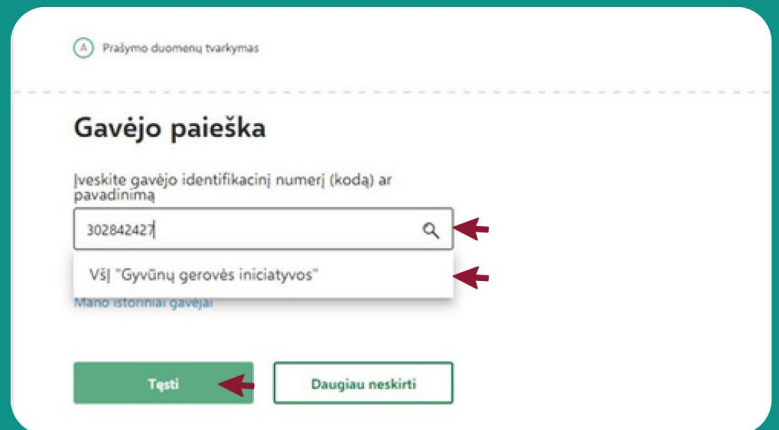 A Prašymo duomenų tvarkymas
Gavėjo paieška
Įveskite gavėjo identifikacinį numerį (kodą) ar
pavadinimą
302842427
VšĮ "Gyvūnų gerovės iniciatyvos"
Mano istoriniai gavėjai
Tęsti
Daugiau neskirti